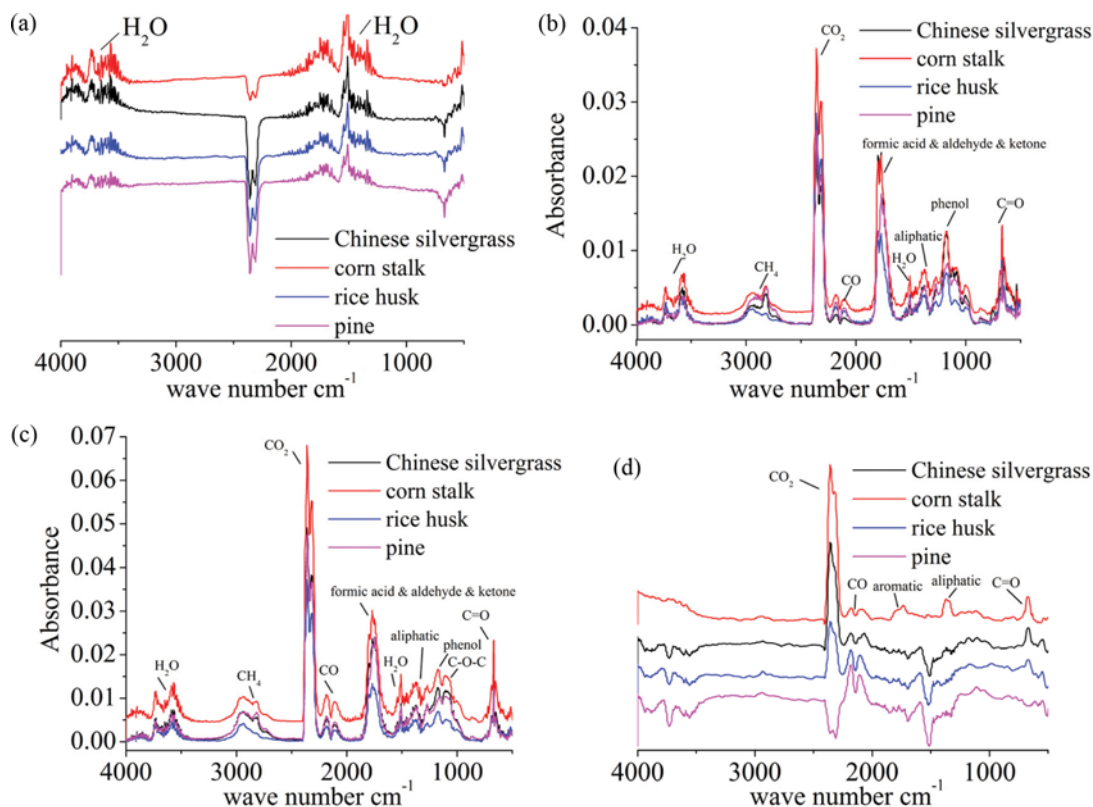 (a)
H₂O
H₂O
Chinese silvergrass
corn stalk
rice husk
pine
4000 3000 2000 1000
wave number cm⁻¹
(b)
Absorbance
0.04
0.03
0.02
0.01
0.00
CO₂
Chinese silvergrass
corn stalk
rice husk
pine
formic acid & aldehyde & ketone
phenol
C=O
aliphatic
H₂O
H₂O
CH₄
CO
4000 3000 2000 1000
wave number cm⁻¹
(c)
Absorbance
0.07
0.06
0.05
0.04
0.03
0.02
0.01
0.00
CO₂
Chinese silvergrass
corn stalk
rice husk
pine
formic acid & aldehyde & ketone
C=O
aliphatic
phenol
H₂O
C-O-C
H₂O
CH₄
CO
4000 3000 2000 1000
wave number cm⁻¹
(d)
Chinese silvergrass
corn stalk
rice husk
pine
CO₂
CO
aromatic
aliphatic
C=O
4000 3000 2000 1000
wave number cm⁻¹